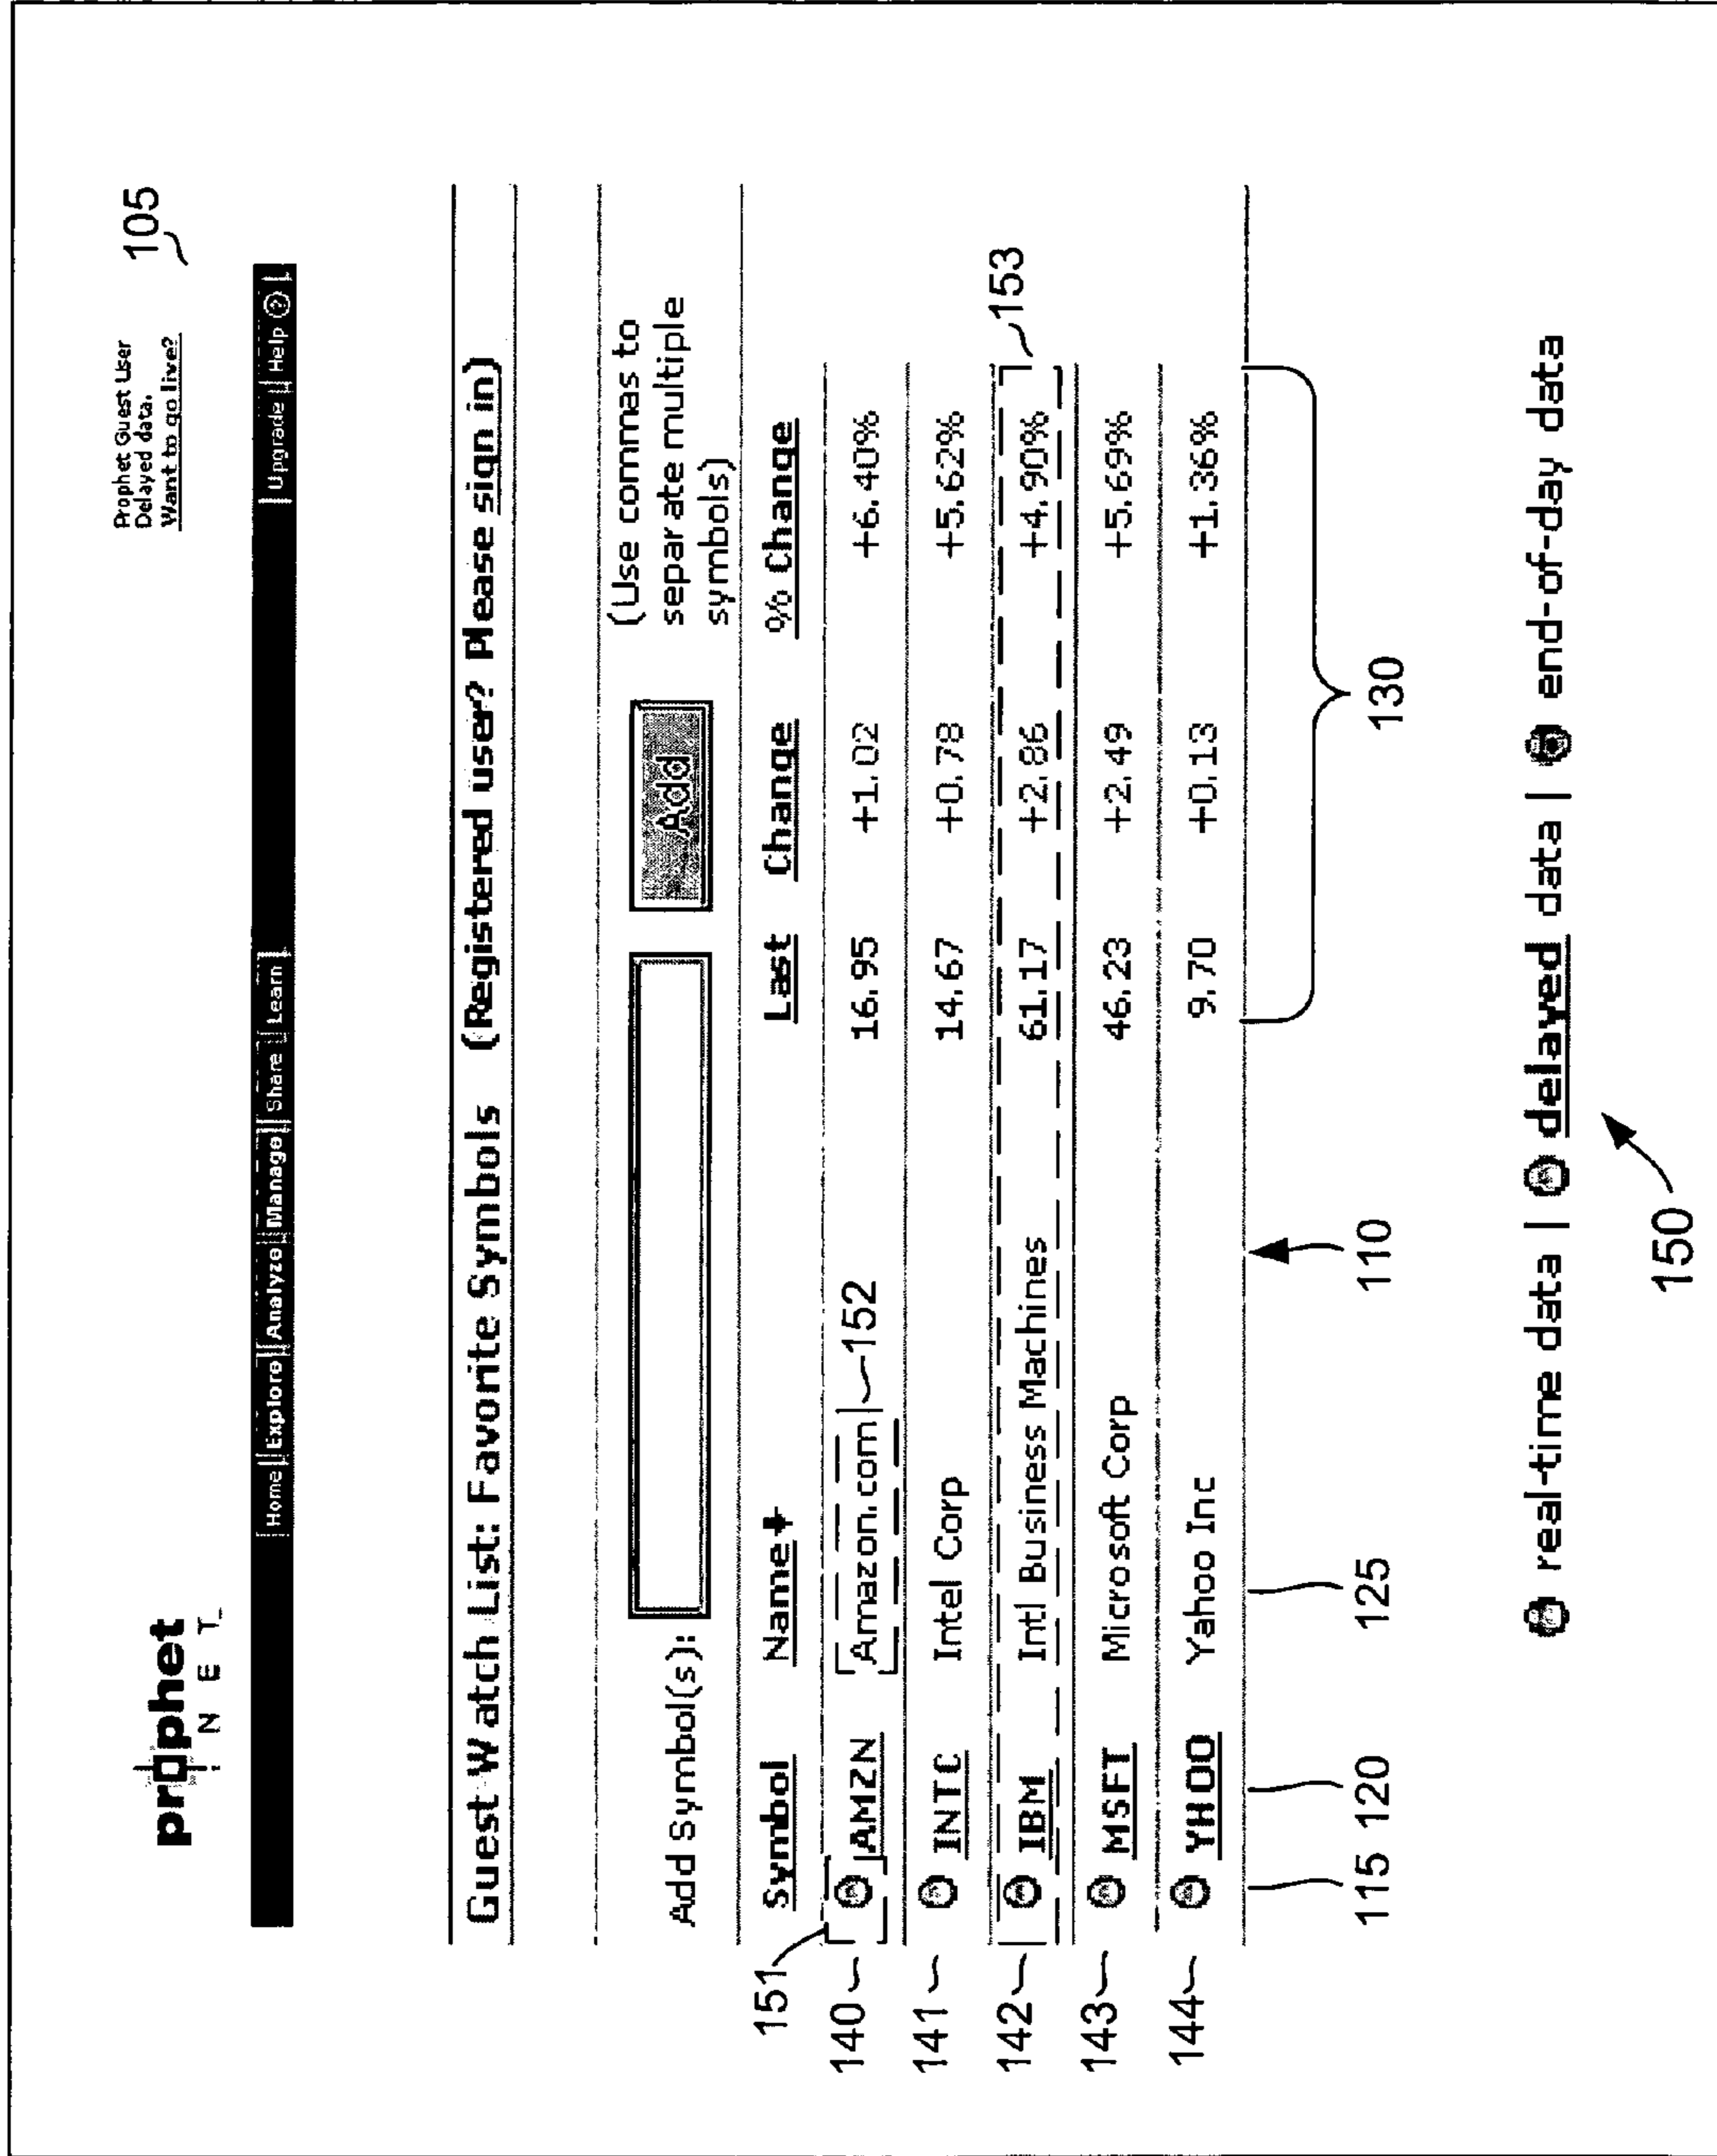 prophet
INET
Prophet Guest User
Delayed data.
Want to go live?
105
Home | Explore | Analyze | Manage | Share | Learn
Upgrade | Help ?
Guest Watch List: Favorite Symbols (Registered user? Please sign in)
Add Symbol(s):
Add
(Use commas to
separate multiple
symbols)
151
Symbol Name Last Change % Change
140 AMZN Amazon.com 152 16.95 +1.02 +6.40%
141 INTC Intel Corp 14.67 +0.78 +5.62%
142 IBM Intl Business Machines 61.17 +2.86 +4.90% 153
143 MSFT Microsoft Corp 46.23 +2.49 +5.69%
144 YHOO Yahoo Inc 9.70 +0.13 +1.36%
115 120 125 110 130
real-time data | delayed data | end-of-day data
150